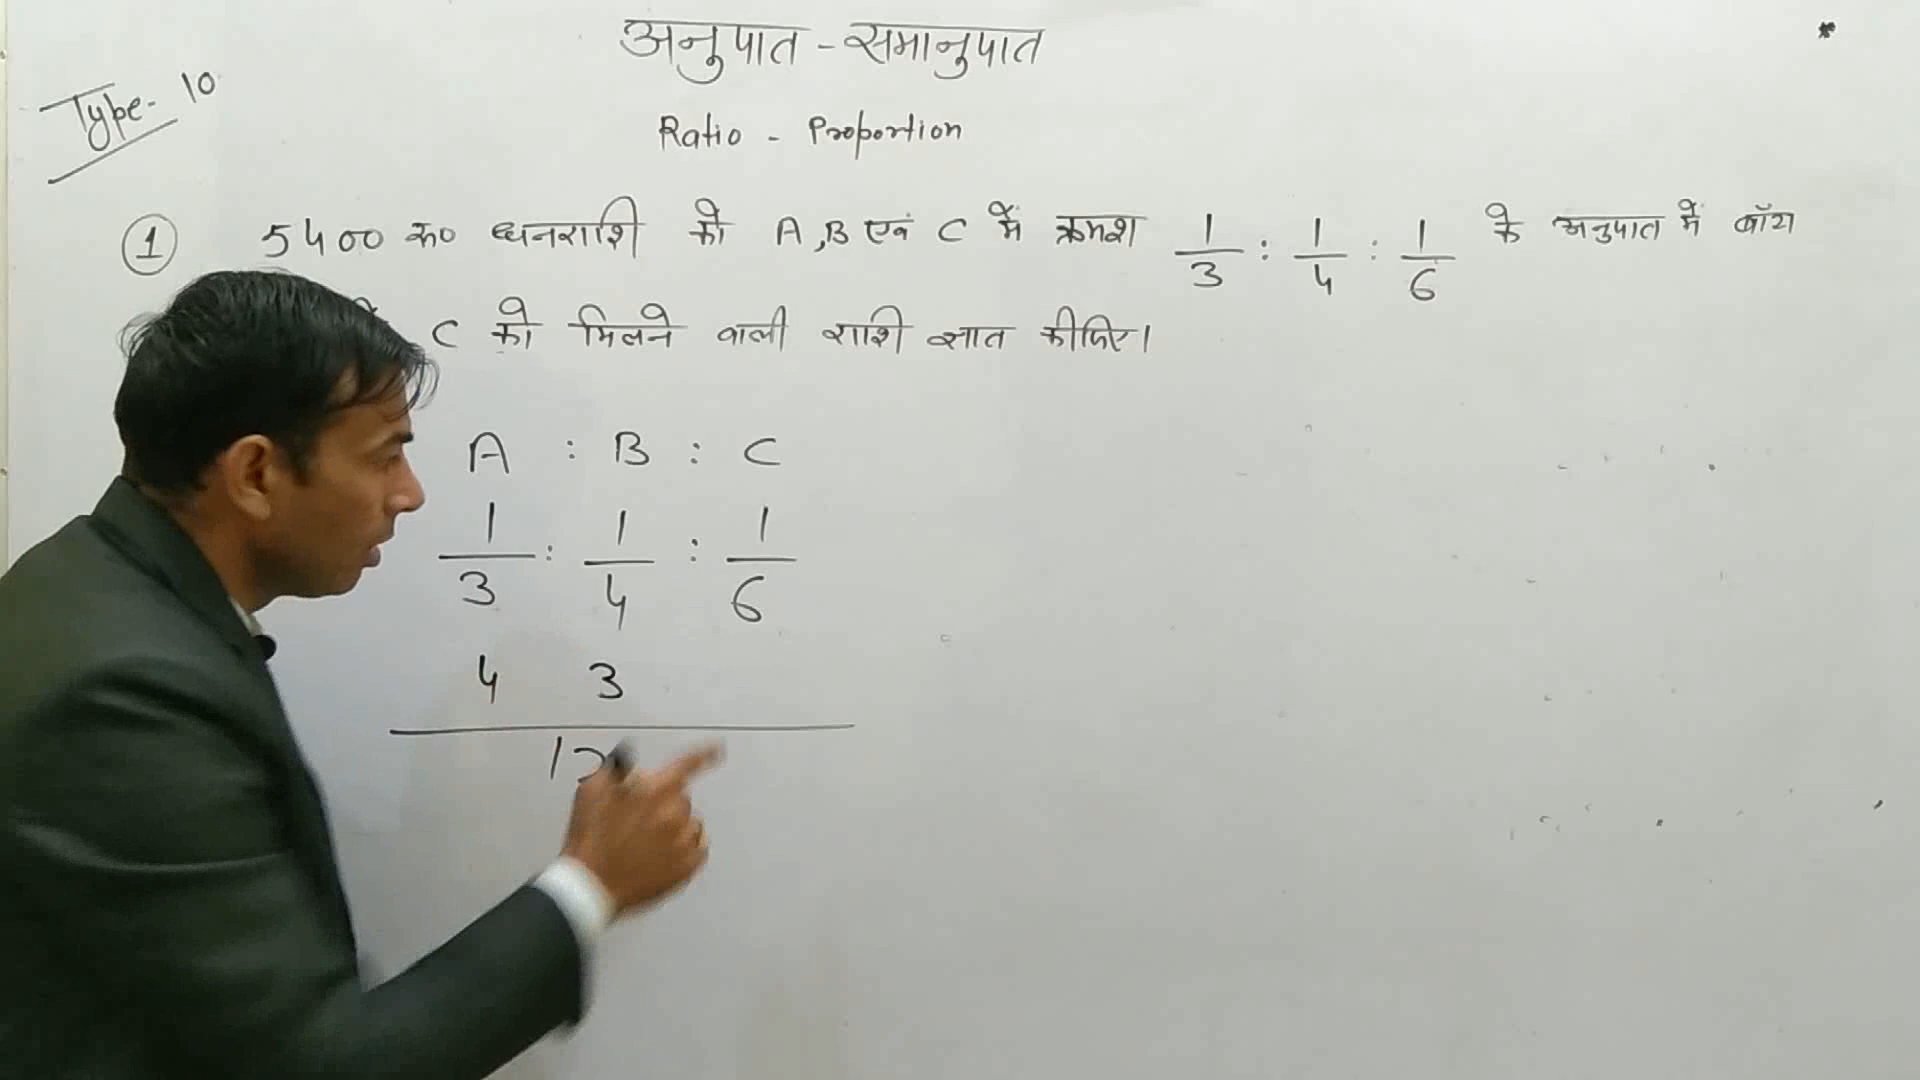 अनुपात - समानुपात
Type - 10
Ratio - Proportion
① 5400 रू० धनराशि को A, B एवं C में क्रमश 1/3 : 1/4 : 1/6 के अनुपात में बॉटा
C को मिलने वाली राशि ज्ञात कीजिए।
A : B : C
1/3 : 1/4 : 1/6
4 3
12